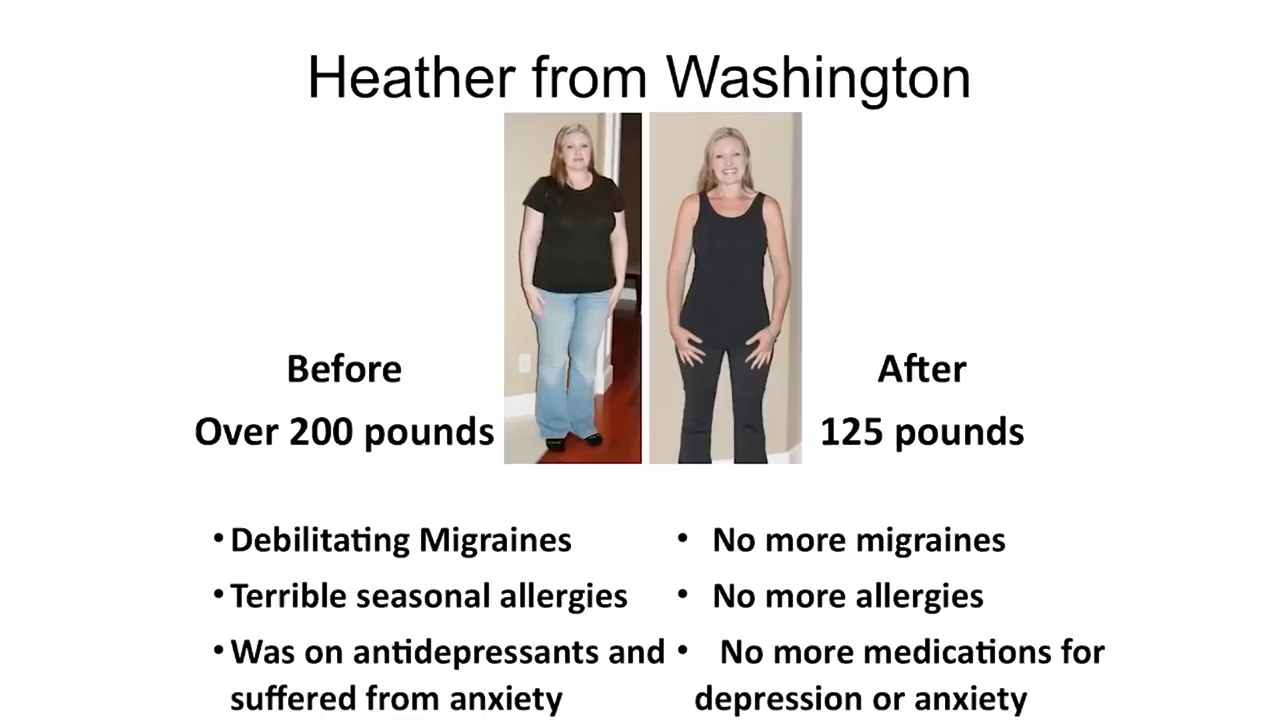 Heather from Washington
Before
Over 200 pounds
After
125 pounds
• Debilitating Migraines
• Terrible seasonal allergies
• Was on antidepressants and
suffered from anxiety
• No more migraines
• No more allergies
• No more medications for
depression or anxiety